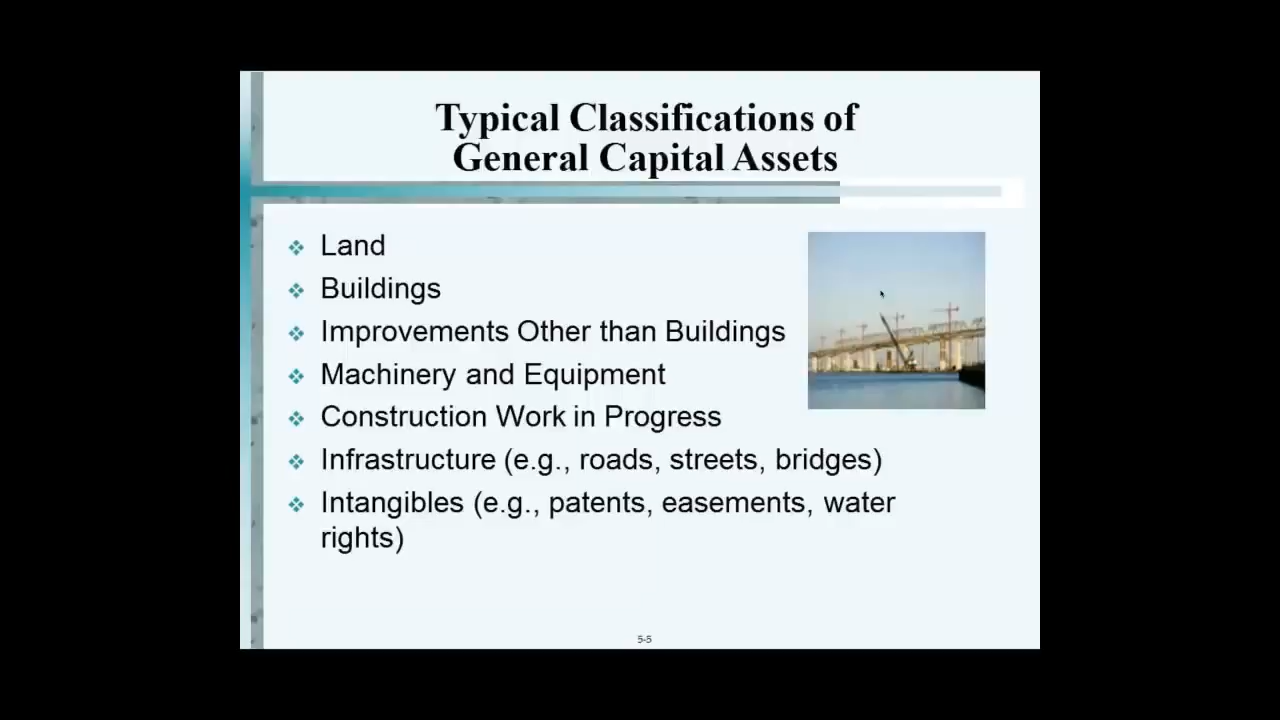 Typical Classifications of
General Capital Assets
Land
Buildings
Improvements Other than Buildings
Machinery and Equipment
Construction Work in Progress
Infrastructure (e.g., roads, streets, bridges)
Intangibles (e.g., patents, easements, water
rights)
5-5